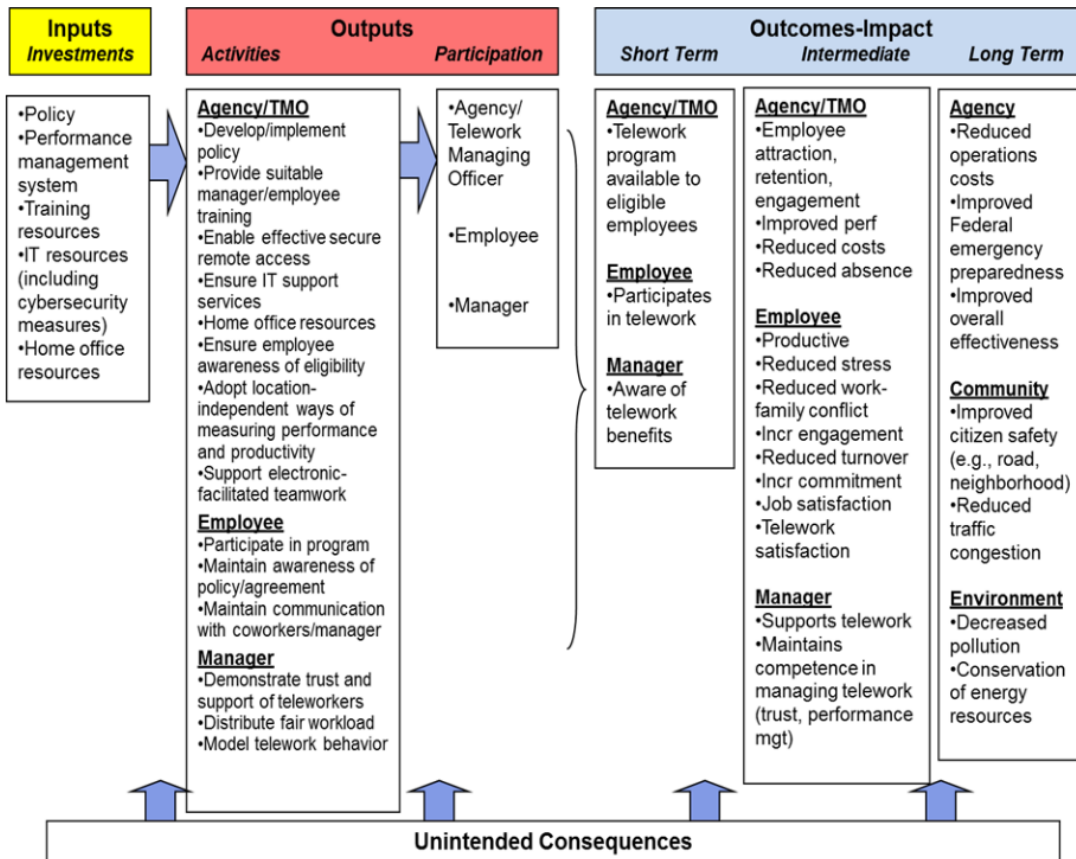 Inputs
Investments
Outputs
Activities
Participation
Outcomes-Impact
Short Term
Intermediate
Long Term
•Policy
•Performance
management
system
•Training
resources
•IT resources
(including
cybersecurity
measures)
•Home office
resources
Agency/TMO
•Develop/implement
policy
•Provide suitable
manager/employee
training
•Enable effective secure
remote access
•Ensure IT support
services
•Home office resources
•Ensure employee
awareness of eligibility
•Adopt location-
independent ways of
measuring performance
and productivity
•Support electronic-
facilitated teamwork
Employee
•Participate in program
•Maintain awareness of
policy/agreement
•Maintain communication
with coworkers/manager
Manager
•Demonstrate trust and
support of teleworkers
•Distribute fair workload
•Model telework behavior
•Agency/
Telework
Managing
Officer
•Employee
•Manager
Agency/TMO
•Telework
program
available to
eligible
employees
Employee
•Participates
in telework
Manager
•Aware of
telework
benefits
Agency/TMO
•Employee
attraction,
retention,
engagement
•Improved perf
•Reduced costs
•Reduced absence
Employee
•Productive
•Reduced stress
•Reduced work-
family conflict
•Incr engagement
•Reduced turnover
•Incr commitment
•Job satisfaction
•Telework
satisfaction
Manager
•Supports telework
•Maintains
competence in
managing telework
(trust, performance
mgt)
Agency
•Reduced
operations
costs
•Improved
Federal
emergency
preparedness
•Improved
overall
effectiveness
Community
•Improved
citizen safety
(e.g., road,
neighborhood)
•Reduced
traffic
congestion
Environment
•Decreased
pollution
•Conservation
of energy
resources
Unintended Consequences